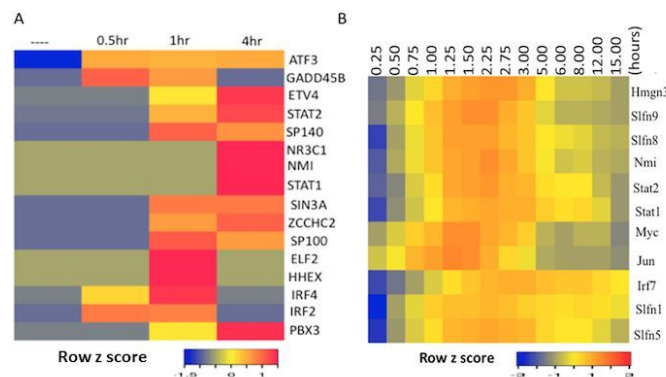 A
---- 0.5hr 1hr 4hr
ATF3
GADD45B
ETV4
STAT2
SP140
NR3C1
NMI
STAT1
SIN3A
ZCCHC2
SP100
ELF2
HHEX
IRF4
IRF2
PBX3
Row z score
-1.5 0 1.5
B
0.25 0.50 0.75 1.00 1.25 1.50 2.25 2.75 3.00 5.00 6.00 8.00 12.00 15.00 (hours)
Hmgn3
Slfn9
Slfn8
Nmi
Stat2
Stat1
Myc
Jun
Irf7
Slfn1
Slfn5
Row z score
-1 1